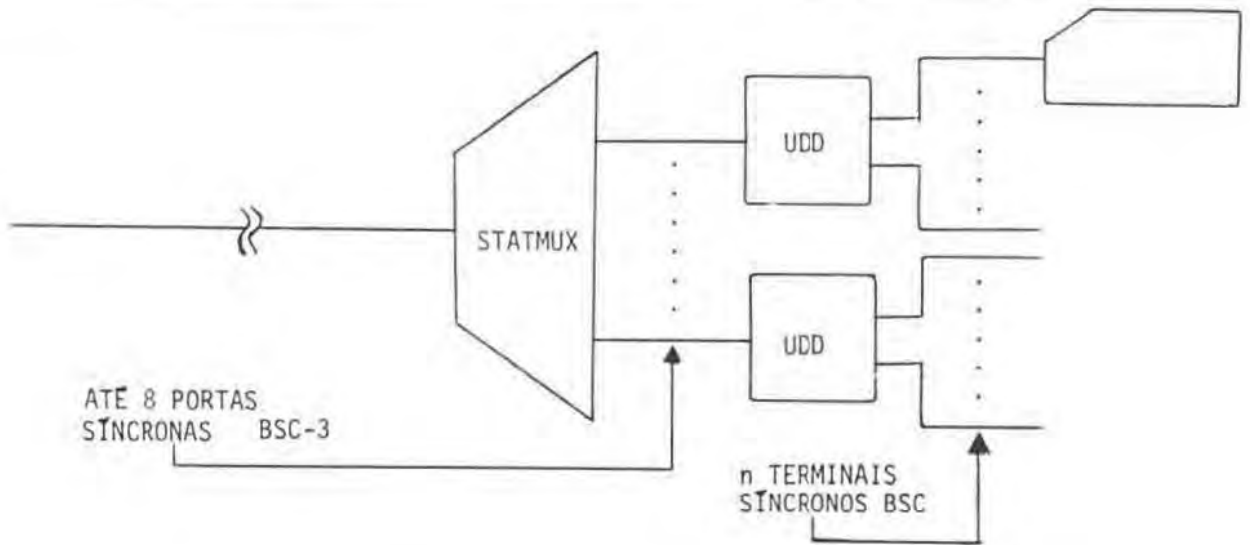 UDD
STATMUX
UDD
ATÉ 8 PORTAS
SÍNCRONAS BSC-3
n TERMINAIS
SÍNCRONOS BSC